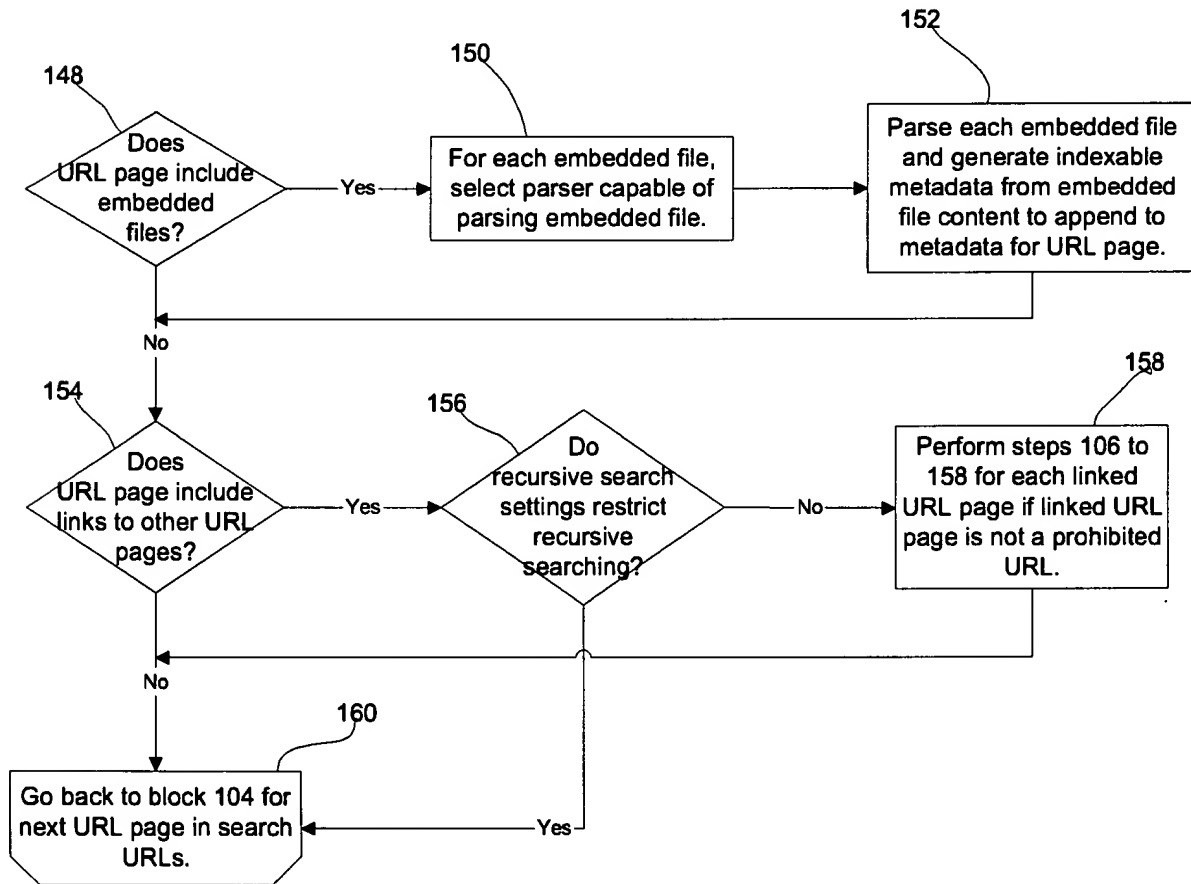 148
Does
URL page include
embedded
files?
Yes
150
For each embedded file,
select parser capable of
parsing embedded file.
152
Parse each embedded file
and generate indexable
metadata from embedded
file content to append to
metadata for URL page.
No
154
Does
URL page include
links to other URL
pages?
Yes
156
Do
recursive search
settings restrict
recursive
searching?
No
158
Perform steps 106 to
158 for each linked
URL page if linked URL
page is not a prohibited
URL.
No
160
Go back to block 104 for
next URL page in search
URLs.
Yes